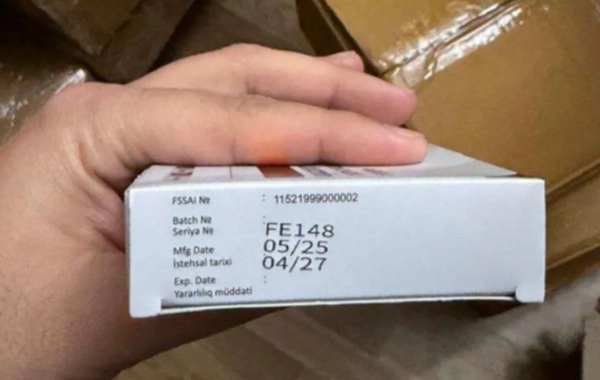 FSSAI № : 11521999000002
Batch № :
Seriya № FE148
Mfg Date 05/25
İstehsal tarixi 04/27
Exp. Date :
Yararlılıq müddəti